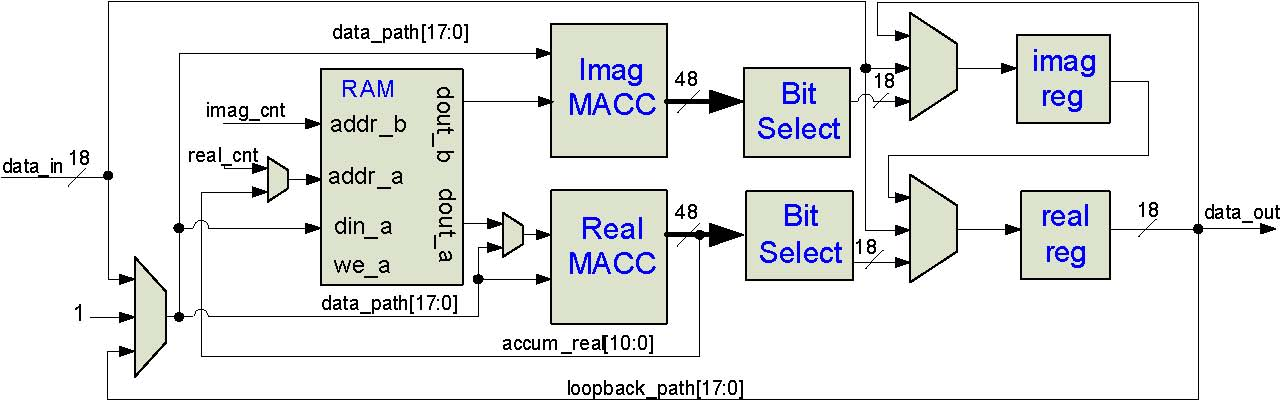 data_path[17:0]
Imag
MACC
48
Bit
Select
18
imag
reg
RAM
imag_cnt
addr_b
dout_b
real_cnt
data_in
18
addr_a
dout_a
din_a
we_a
Real
MACC
48
Bit
Select
18
real
reg
18
data_out
1
data_path[17:0]
accum_real[10:0]
loopback_path[17:0]